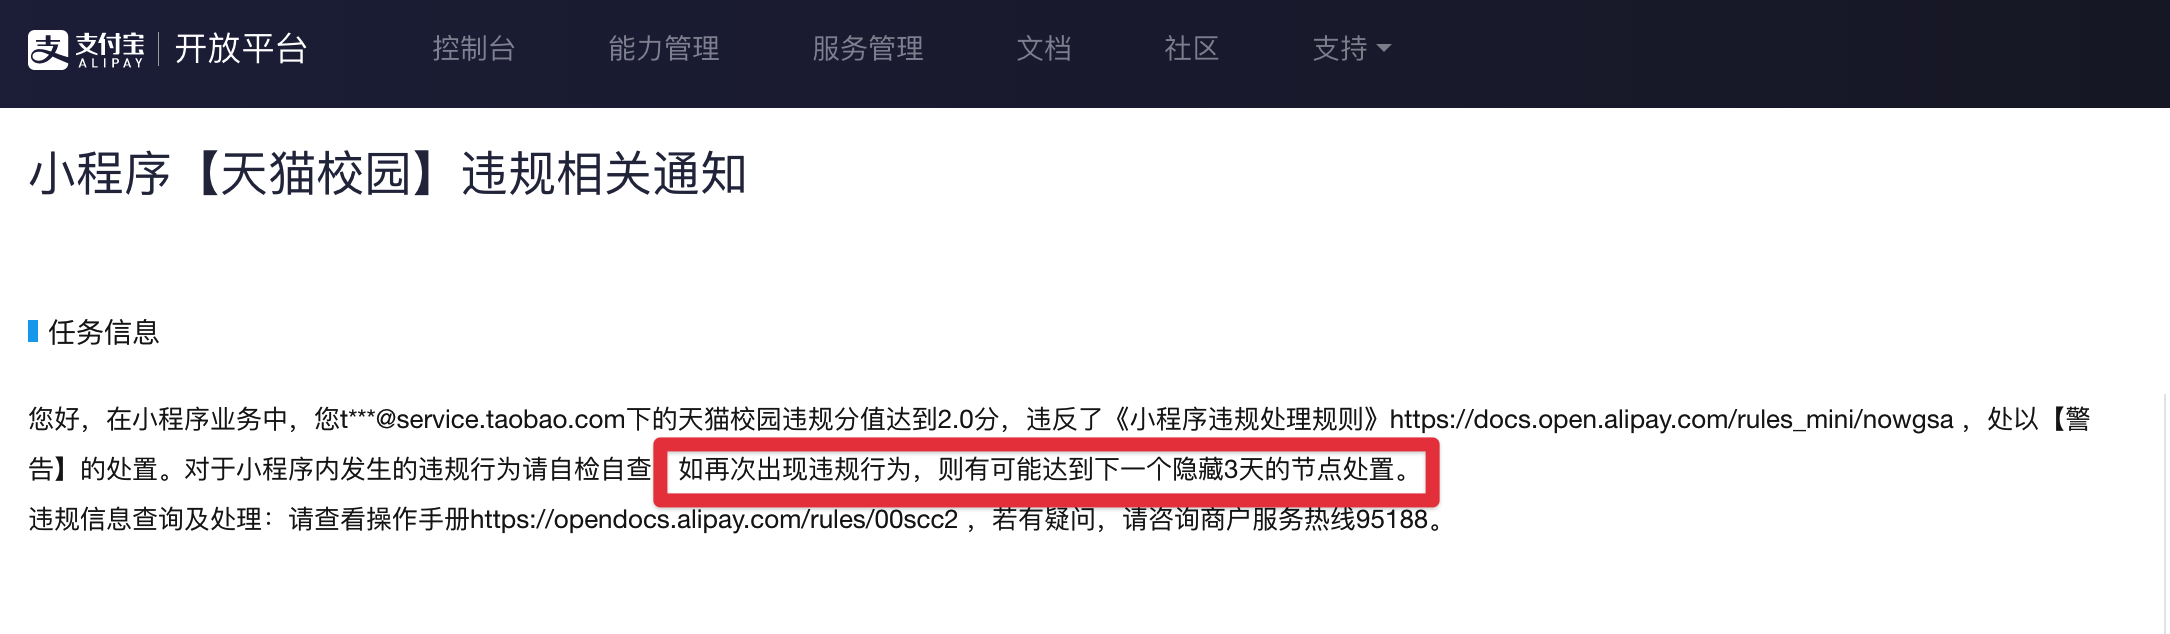 支付宝 ALIPAY 开放平台 控制台 能力管理 服务管理 文档 社区 支持
小程序【天猫校园】违规相关通知
任务信息
您好，在小程序业务中，您t***@service.taobao.com下的天猫校园违规分值达到2.0分，违反了《小程序违规处理规则》https://docs.open.alipay.com/rules_mini/nowgsa ，处以【警
告】的处置。对于小程序内发生的违规行为请自检自查 如再次出现违规行为，则有可能达到下一个隐藏3天的节点处置。
违规信息查询及处理：请查看操作手册https://opendocs.alipay.com/rules/00scc2 ，若有疑问，请咨询商户服务热线95188。